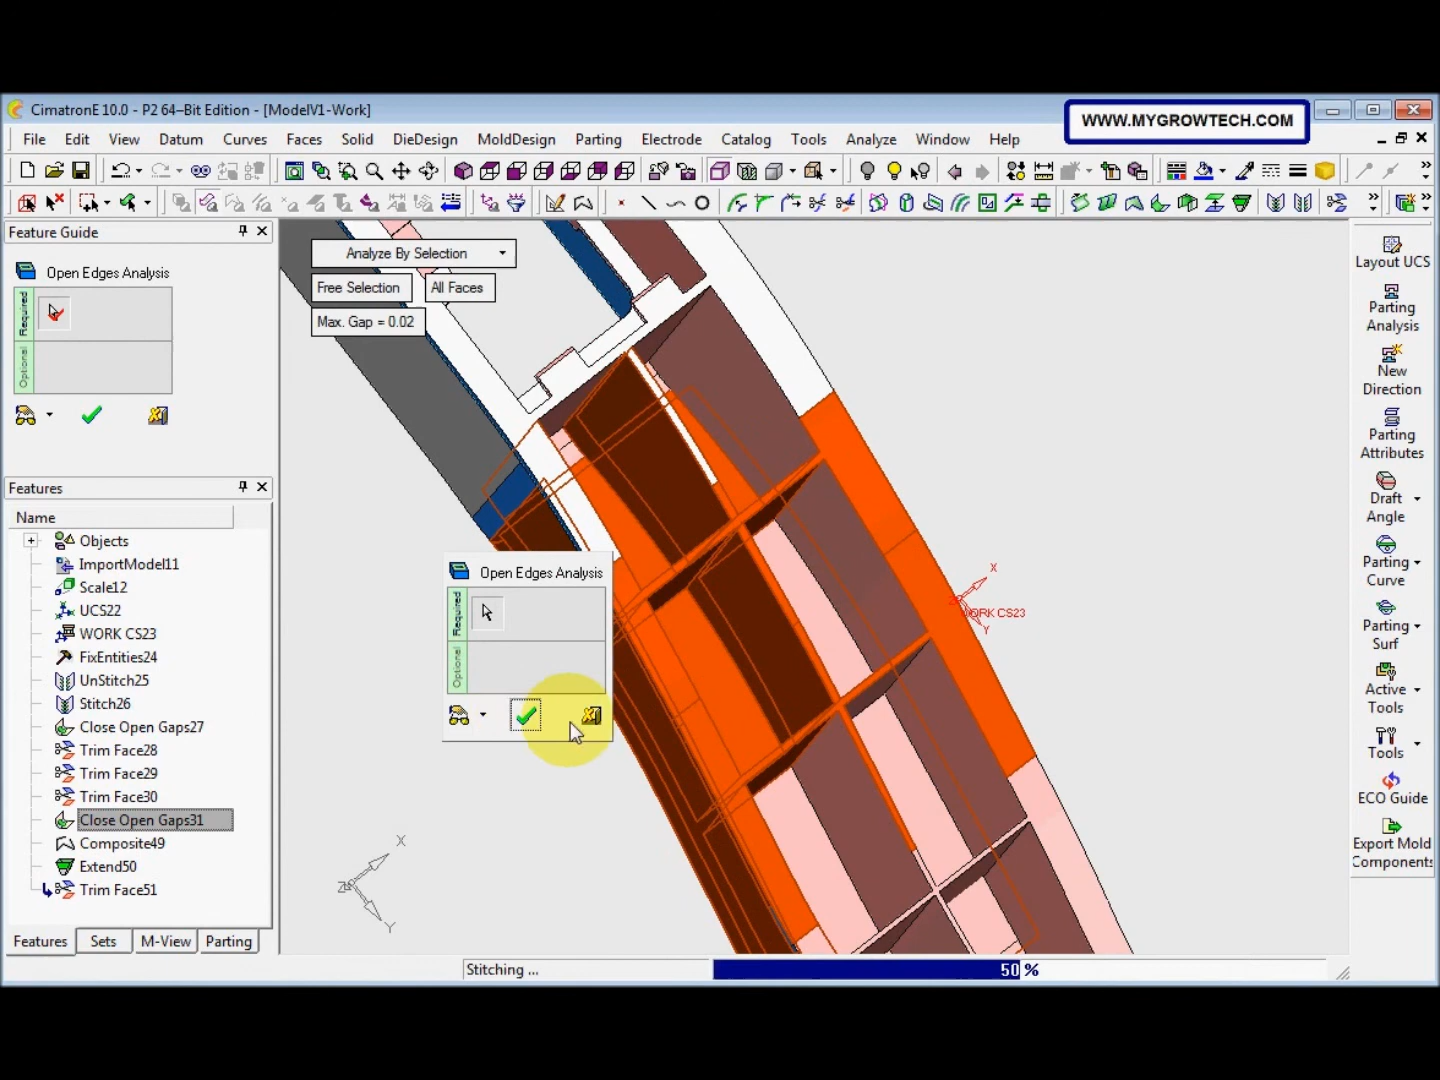 CimatronE 10.0 - P2 64-Bit Edition - [ModelV1-Work]
WWW.MYGROWTECH.COM
File Edit View Datum Curves Faces Solid DieDesign MoldDesign Parting Electrode Catalog Tools Analyze Window Help
Feature Guide
Open Edges Analysis
Required
Optional
Analyze By Selection
Free Selection
All Faces
Max. Gap = 0.02
Features
Name
Objects
ImportModel11
Scale12
UCS22
WORK CS23
FixEntities24
UnStitch25
Stitch26
Close Open Gaps27
Trim Face28
Trim Face29
Trim Face30
Close Open Gaps31
Composite49
Extend50
Trim Face51
Features Sets M-View Parting
Open Edges Analysis
Required
Optional
X
WORK CS23
Y
X
Z
Y
Stitching ...
50 %
Layout UCS
Parting
Analysis
New
Direction
Parting
Attributes
Draft
Angle
Parting
Curve
Parting
Surf
Active
Tools
Tools
ECO Guide
Export Mold
Components